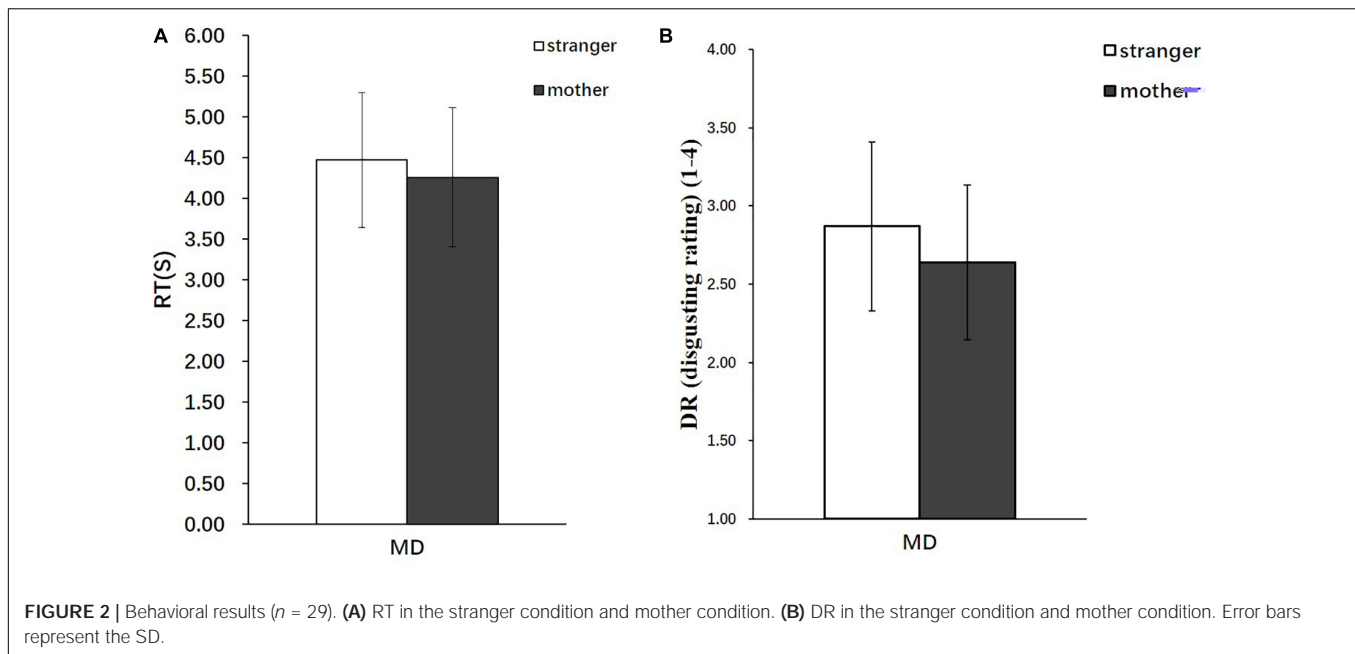 A
6.00
5.50
5.00
4.50
4.00
3.50
3.00
2.50
2.00
1.50
1.00
0.50
0.00
RT(S)
MD
stranger
mother
B
4.00
3.50
3.00
2.50
2.00
1.50
1.00
DR (disgusting rating) (1-4)
MD
stranger
mother
FIGURE 2 | Behavioral results (n = 29). (A) RT in the stranger condition and mother condition. (B) DR in the stranger condition and mother condition. Error bars
represent the SD.